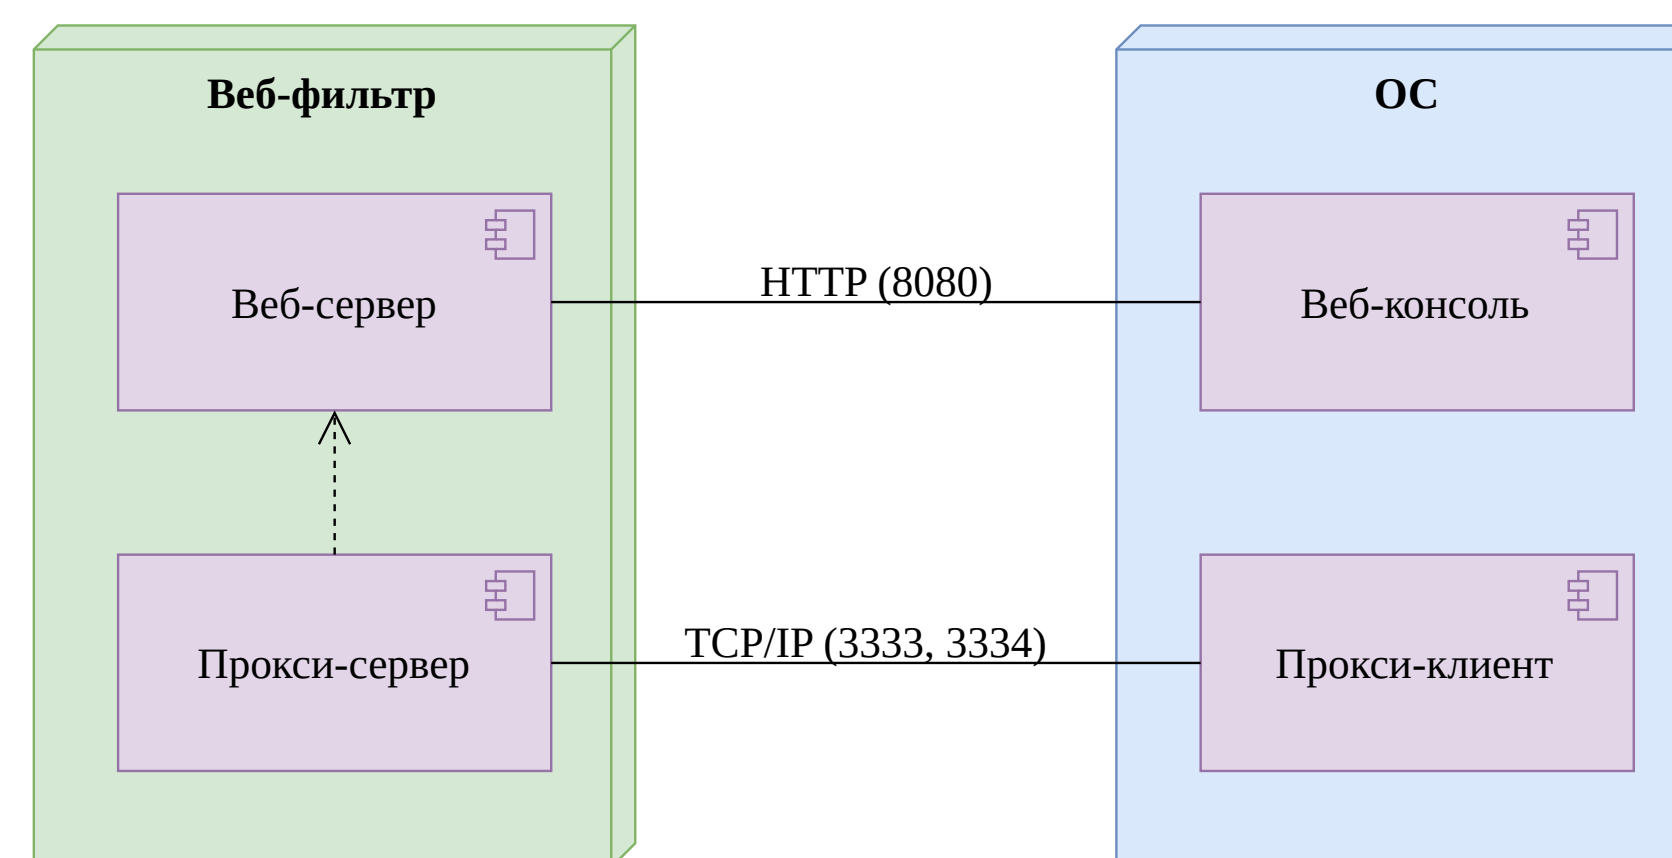 Веб-фильтр
ОС
Веб-сервер
HTTP (8080)
Веб-консоль
Прокси-сервер
TCP/IP (3333, 3334)
Прокси-клиент